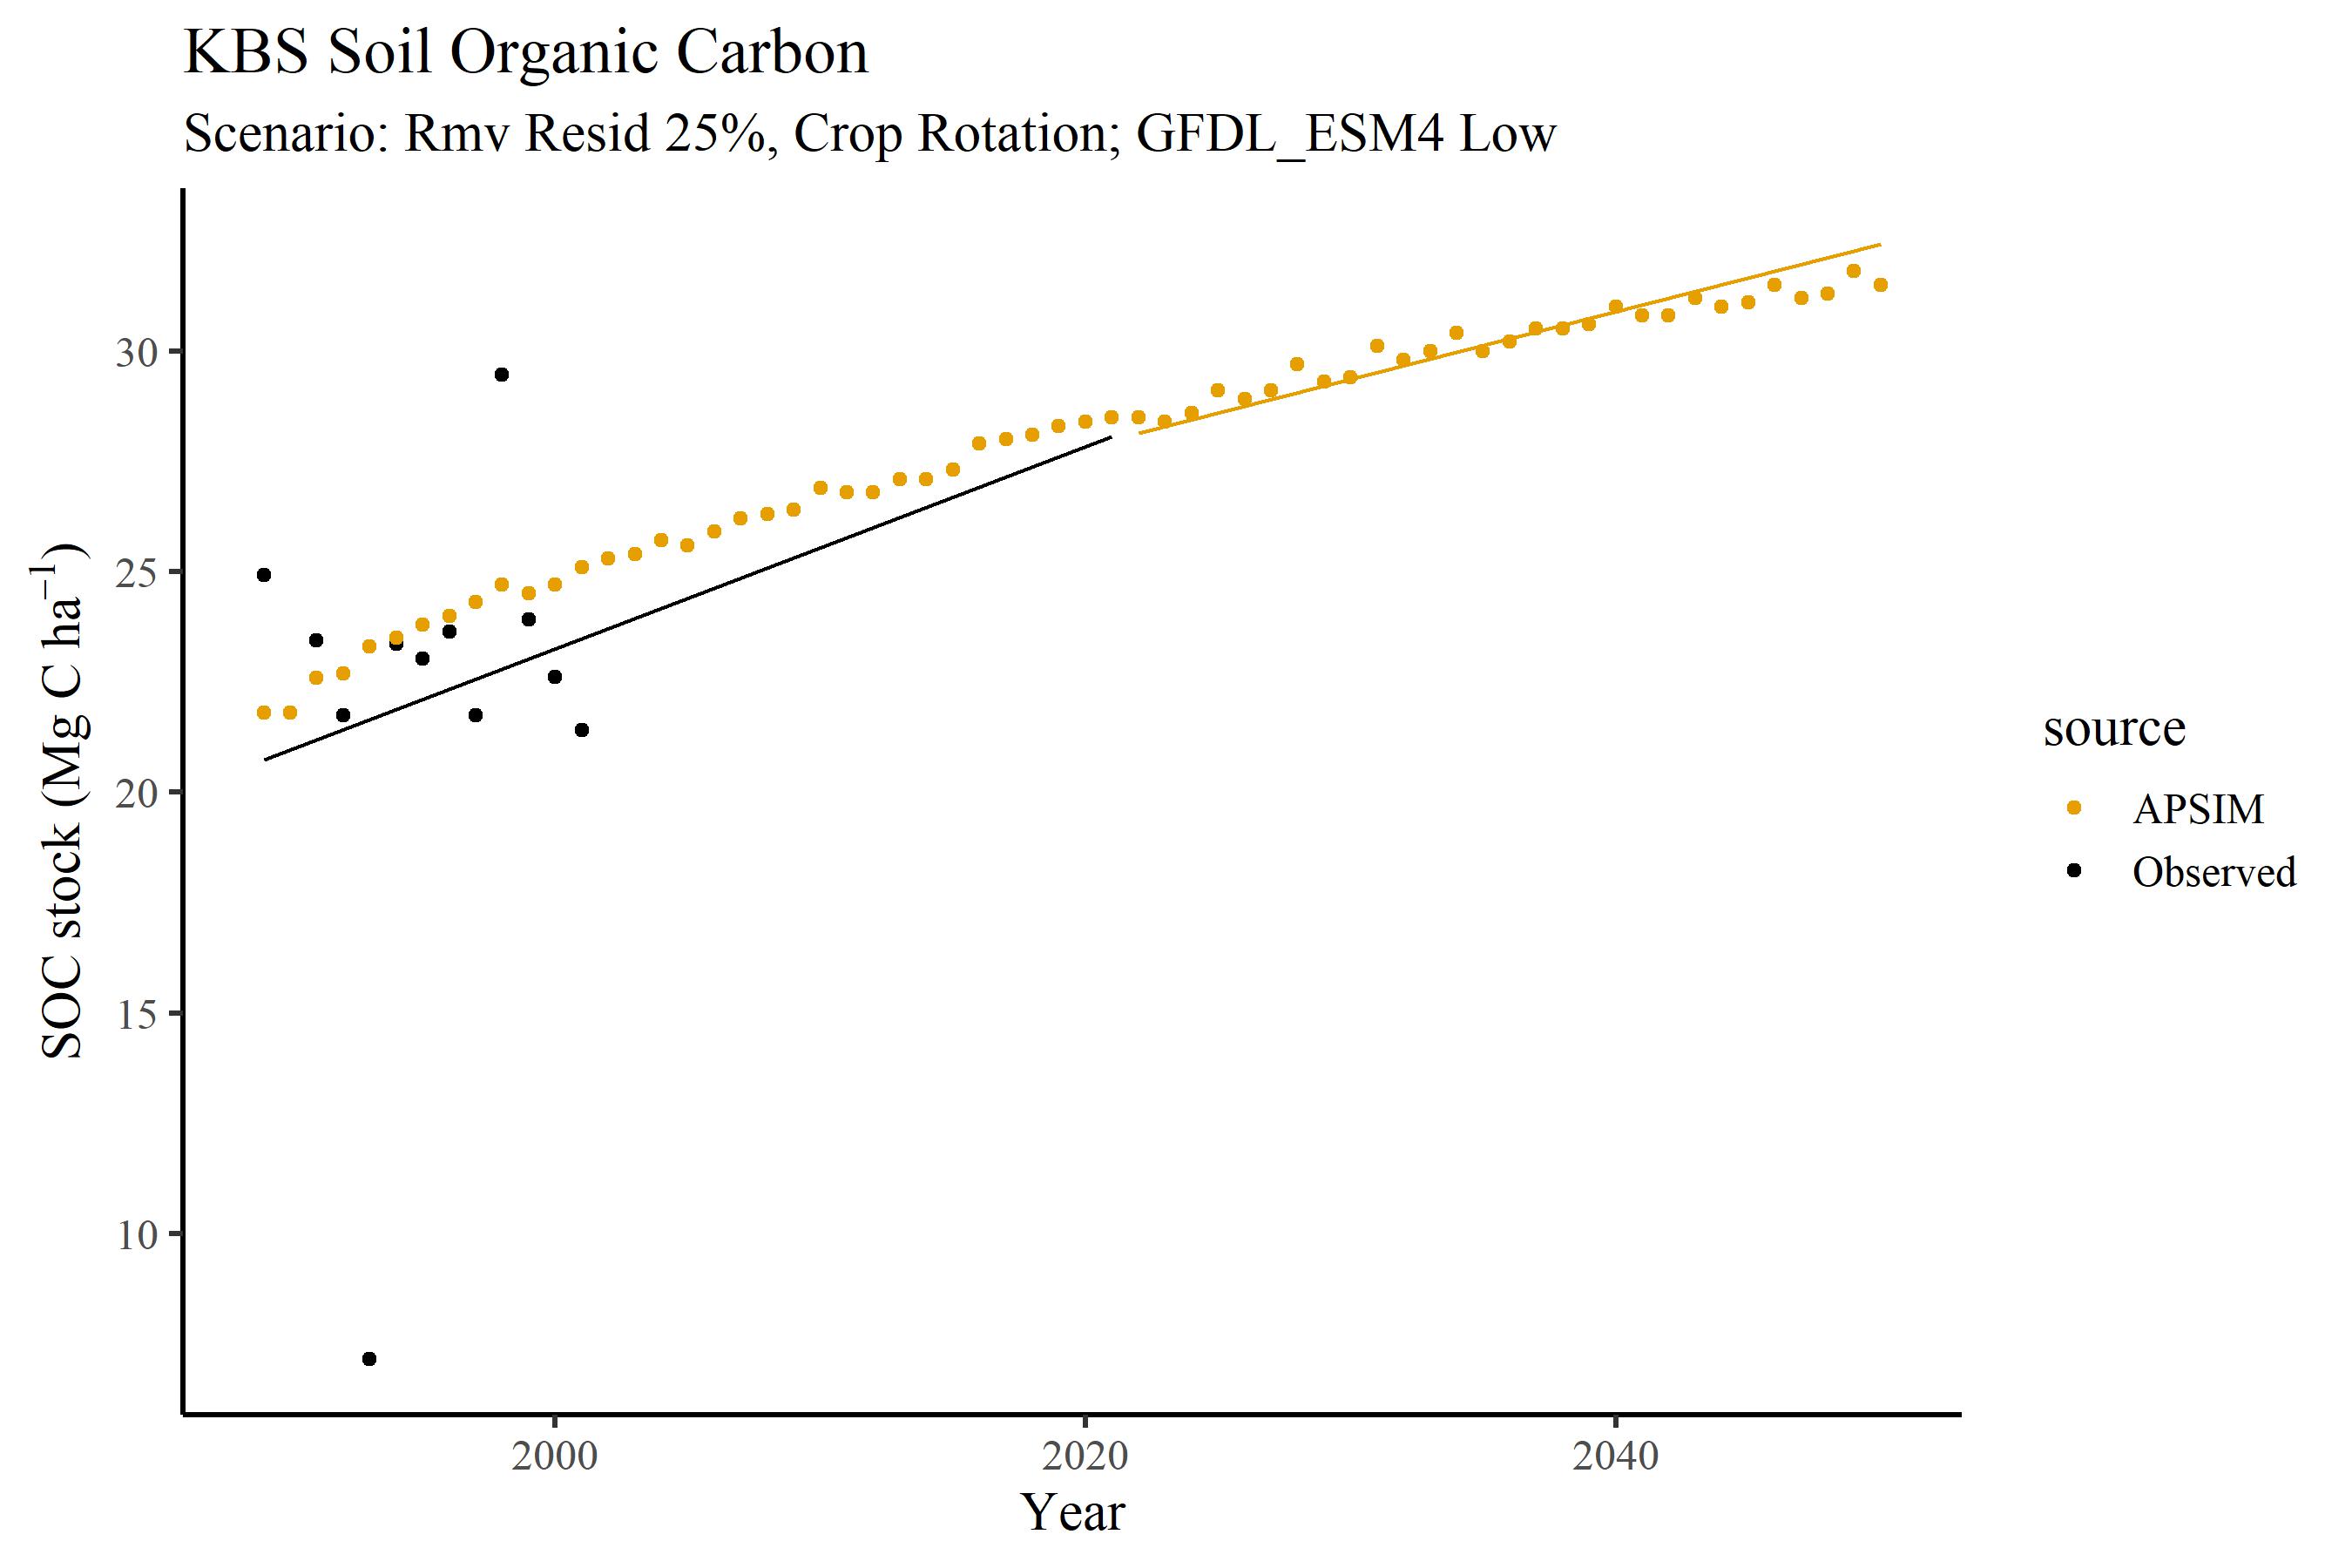 KBS Soil Organic Carbon
Scenario: Rmv Resid 25%, Crop Rotation; GFDL_ESM4 Low
SOC stock (Mg C ha⁻¹)
30
25
20
15
10
2000
2020
2040
Year
source
APSIM
Observed